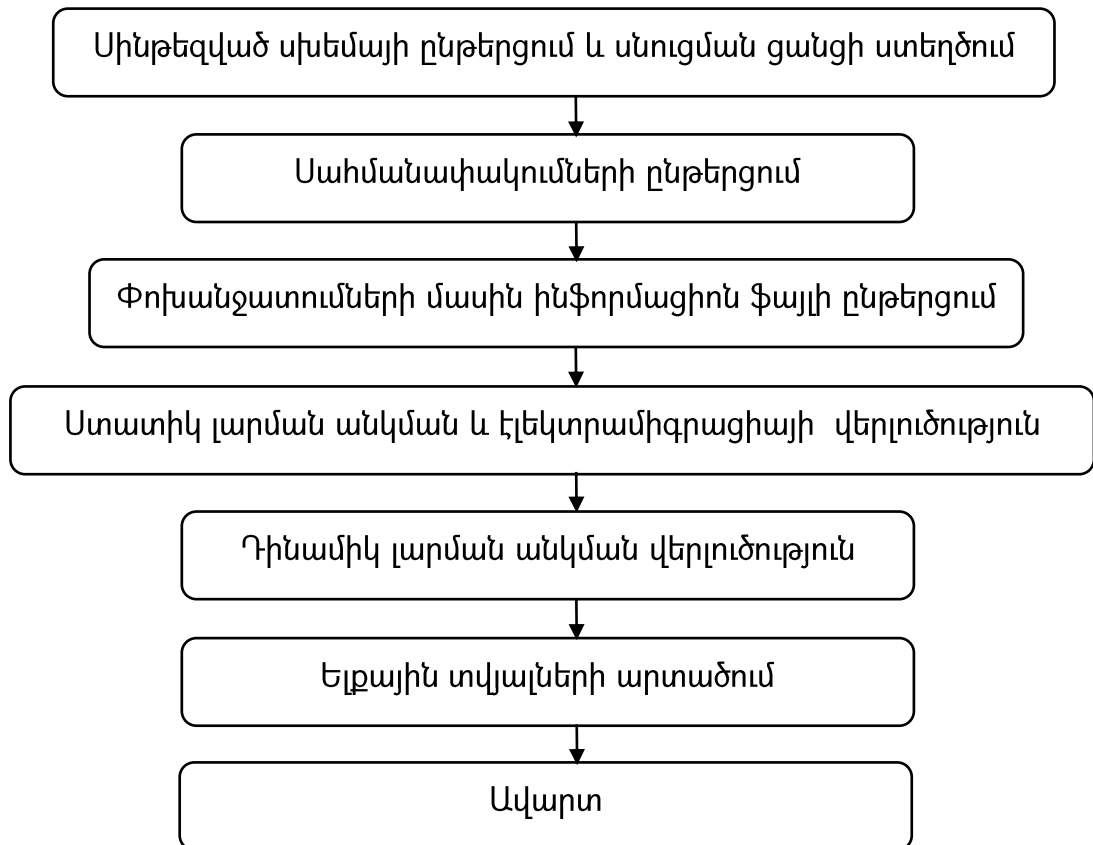 Սինթեզված սխեմայի ընթերցում և սնուցման ցանցի ստեղծում
Սահմանափակումների ընթերցում
Փոխանջատումների մասին ինֆորմացիոն ֆայլի ընթերցում
Ստատիկ լարման անկման և էլեկտրամիգրացիայի վերլուծություն
Դինամիկ լարման անկման վերլուծություն
Ելքային տվյալների արտածում
Ավարտ